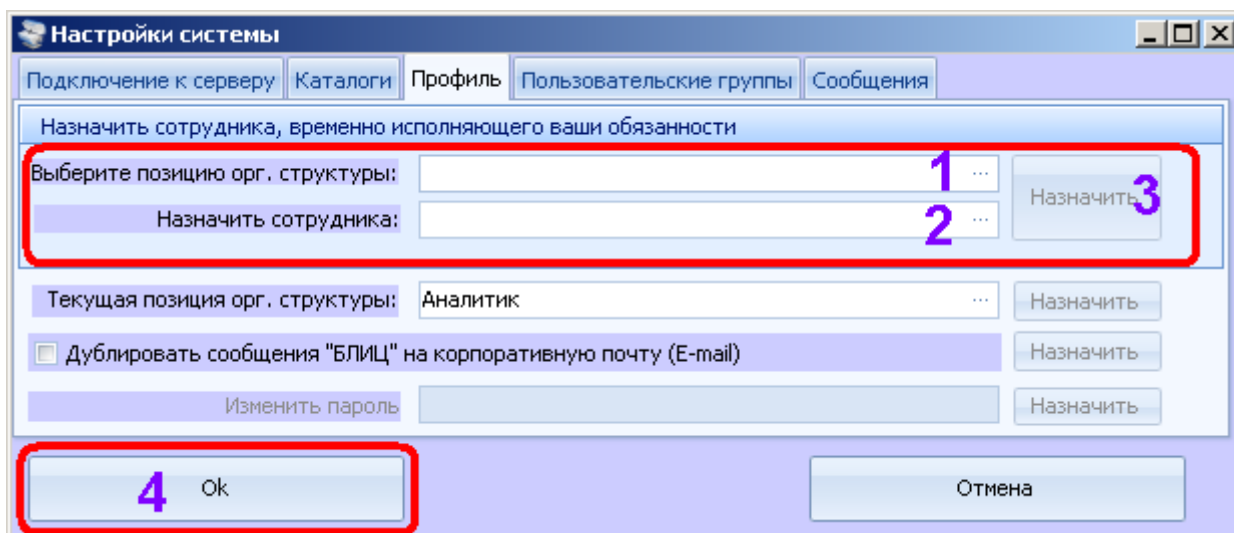 Настройки системы
Подключение к серверу Каталоги Профиль Пользовательские группы Сообщения
Назначить сотрудника, временно исполняющего ваши обязанности
Выберите позицию орг. структуры: 1 ... Назначить 3
Назначить сотрудника: 2 ...
Текущая позиция орг. структуры: Аналитик ... Назначить
Дублировать сообщения "БЛИЦ" на корпоративную почту (E-mail) Назначить
Изменить пароль Назначить
4 Ok Отмена